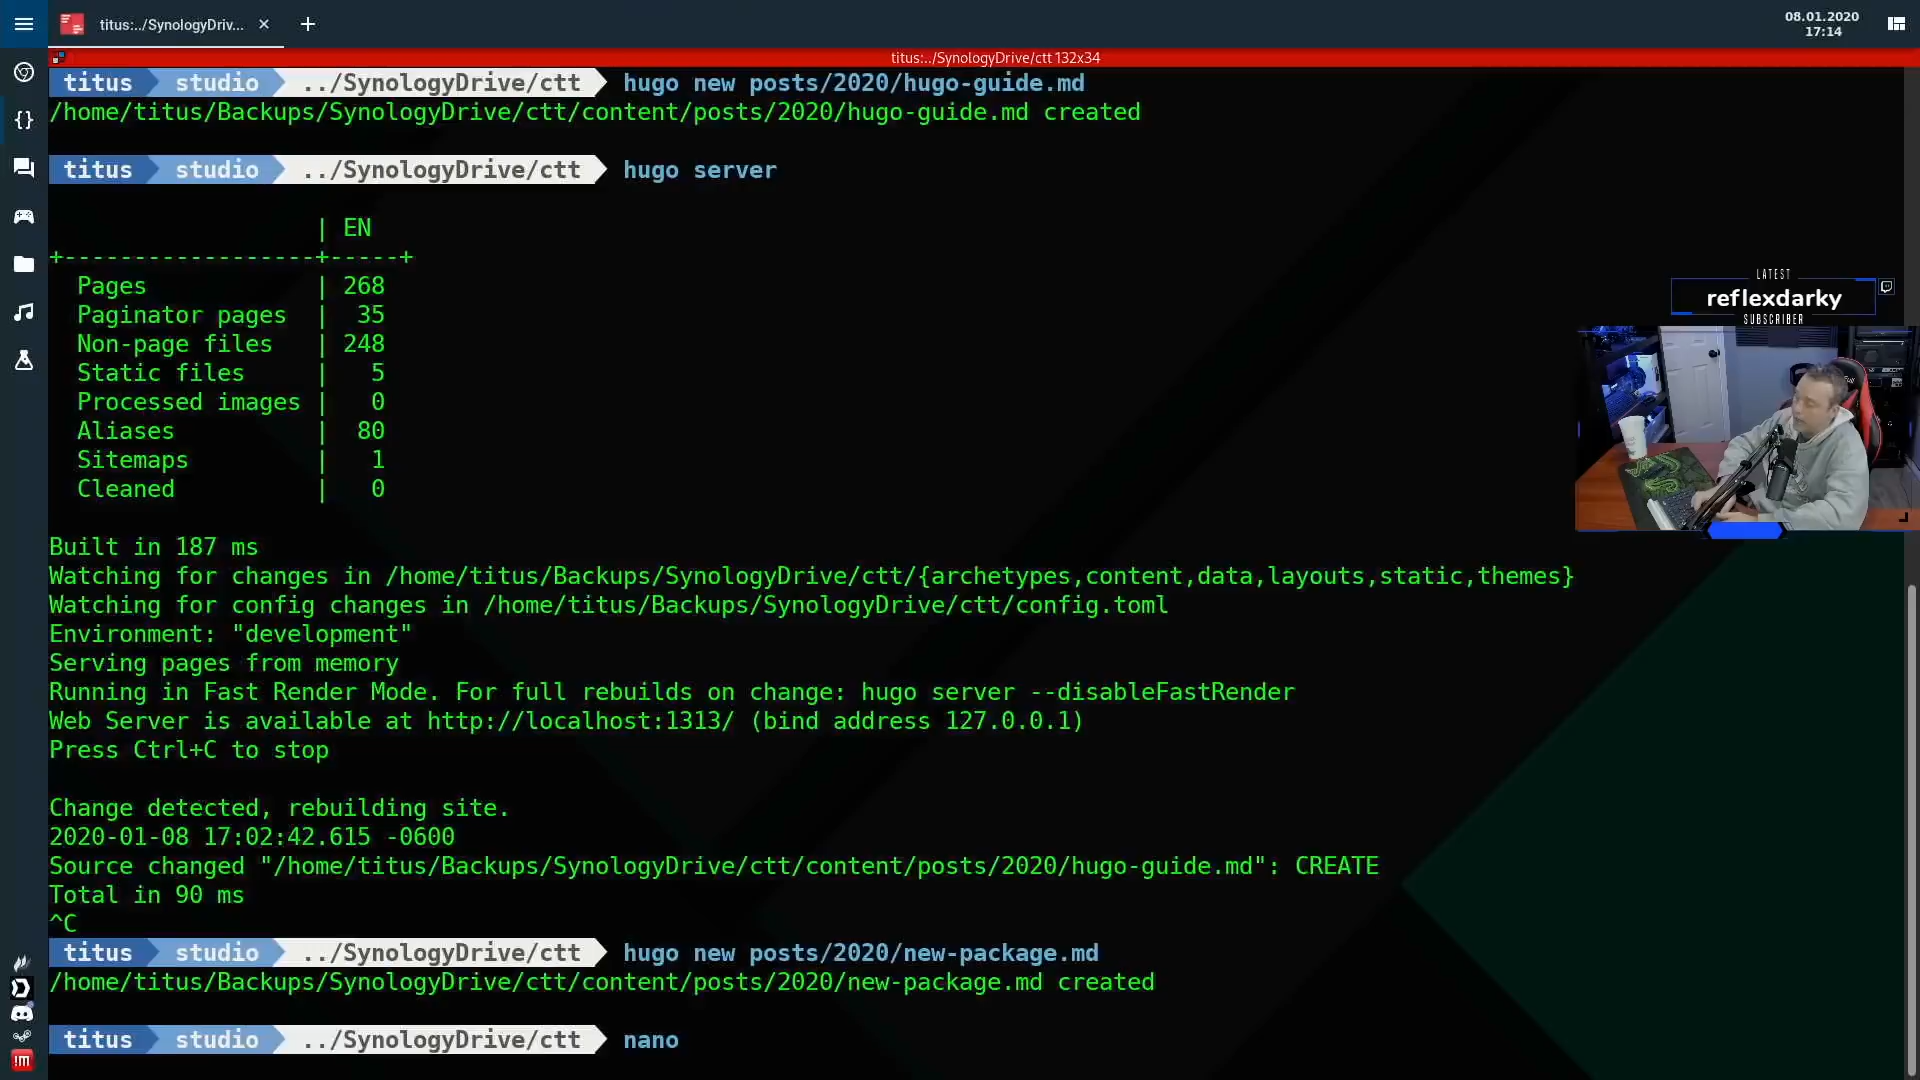 titus:../SynologyDriv...
08.01.2020
17:14
titus:../SynologyDrive/ctt 132x34
titus studio ../SynologyDrive/ctt hugo new posts/2020/hugo-guide.md
/home/titus/Backups/SynologyDrive/ctt/content/posts/2020/hugo-guide.md created
titus studio ../SynologyDrive/ctt hugo server
| EN
+------------------+-----+
Pages | 268
Paginator pages | 35
Non-page files | 248
Static files | 5
Processed images | 0
Aliases | 80
Sitemaps | 1
Cleaned | 0
LATEST
reflexdarky
SUBSCRIBER
Built in 187 ms
Watching for changes in /home/titus/Backups/SynologyDrive/ctt/{archetypes,content,data,layouts,static,themes}
Watching for config changes in /home/titus/Backups/SynologyDrive/ctt/config.toml
Environment: "development"
Serving pages from memory
Running in Fast Render Mode. For full rebuilds on change: hugo server --disableFastRender
Web Server is available at http://localhost:1313/ (bind address 127.0.0.1)
Press Ctrl+C to stop
Change detected, rebuilding site.
2020-01-08 17:02:42.615 -0600
Source changed "/home/titus/Backups/SynologyDrive/ctt/content/posts/2020/hugo-guide.md": CREATE
Total in 90 ms
^C
titus studio ../SynologyDrive/ctt hugo new posts/2020/new-package.md
/home/titus/Backups/SynologyDrive/ctt/content/posts/2020/new-package.md created
titus studio ../SynologyDrive/ctt nano
!m